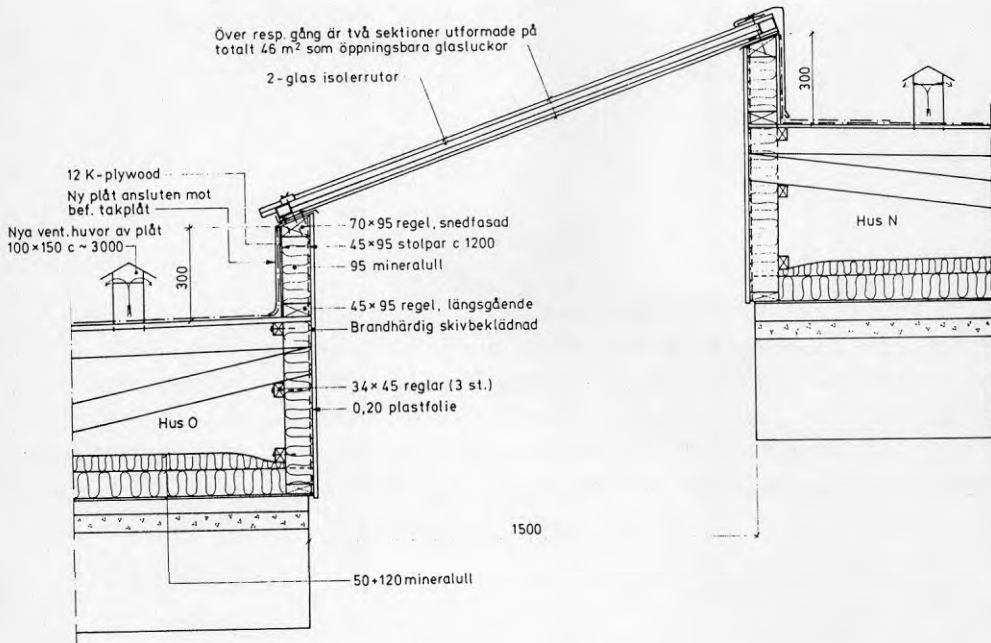 Över resp. gång är två sektioner utformade på
totalt 46 m² som öppningsbara glasluckor
2-glas isolerrutor
300
12 K-plywood
Ny plåt ansluten mot
bef. takplåt
Nya vent. huvor av plåt
100×150 c ~ 3000
300
70×95 regel, snedfasad
45×95 stolpar c 1200
95 mineralull
45×95 regel, längsgående
Brandhärdig skivbeklädnad
34×45 reglar (3 st.)
0,20 plastfolie
Hus N
Hus O
1500
50+120 mineralull